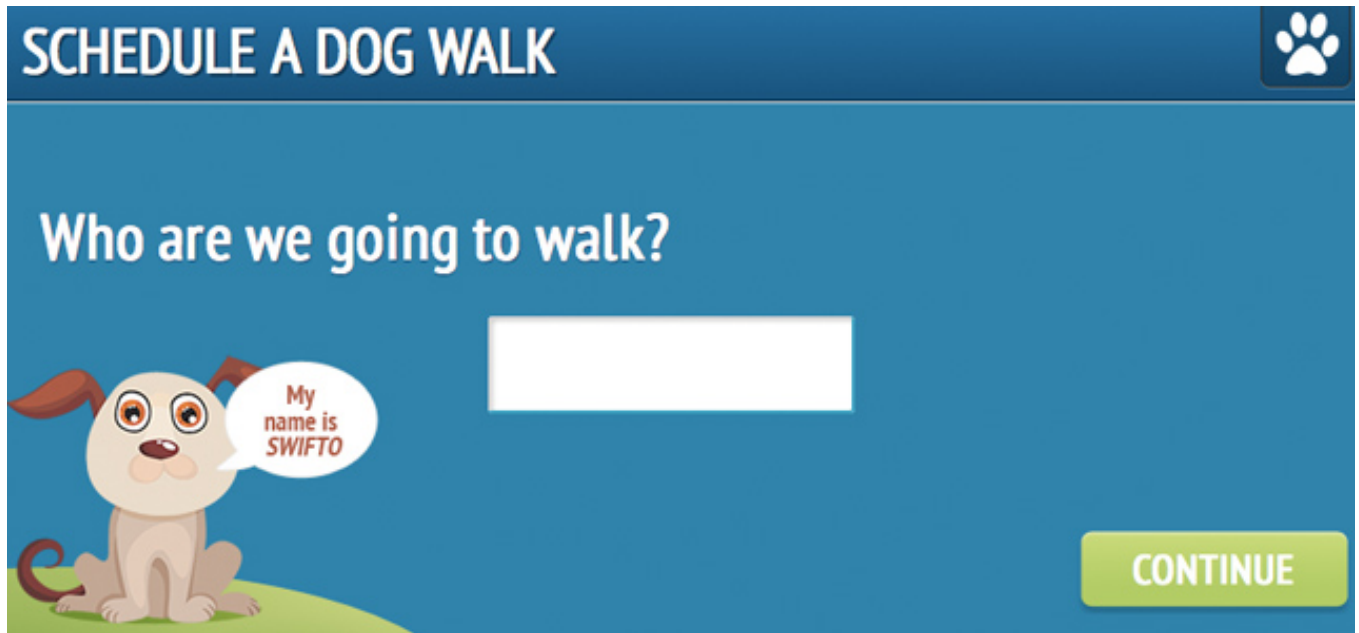 SCHEDULE A DOG WALK
Who are we going to walk?
My
name is
SWIFTO
CONTINUE